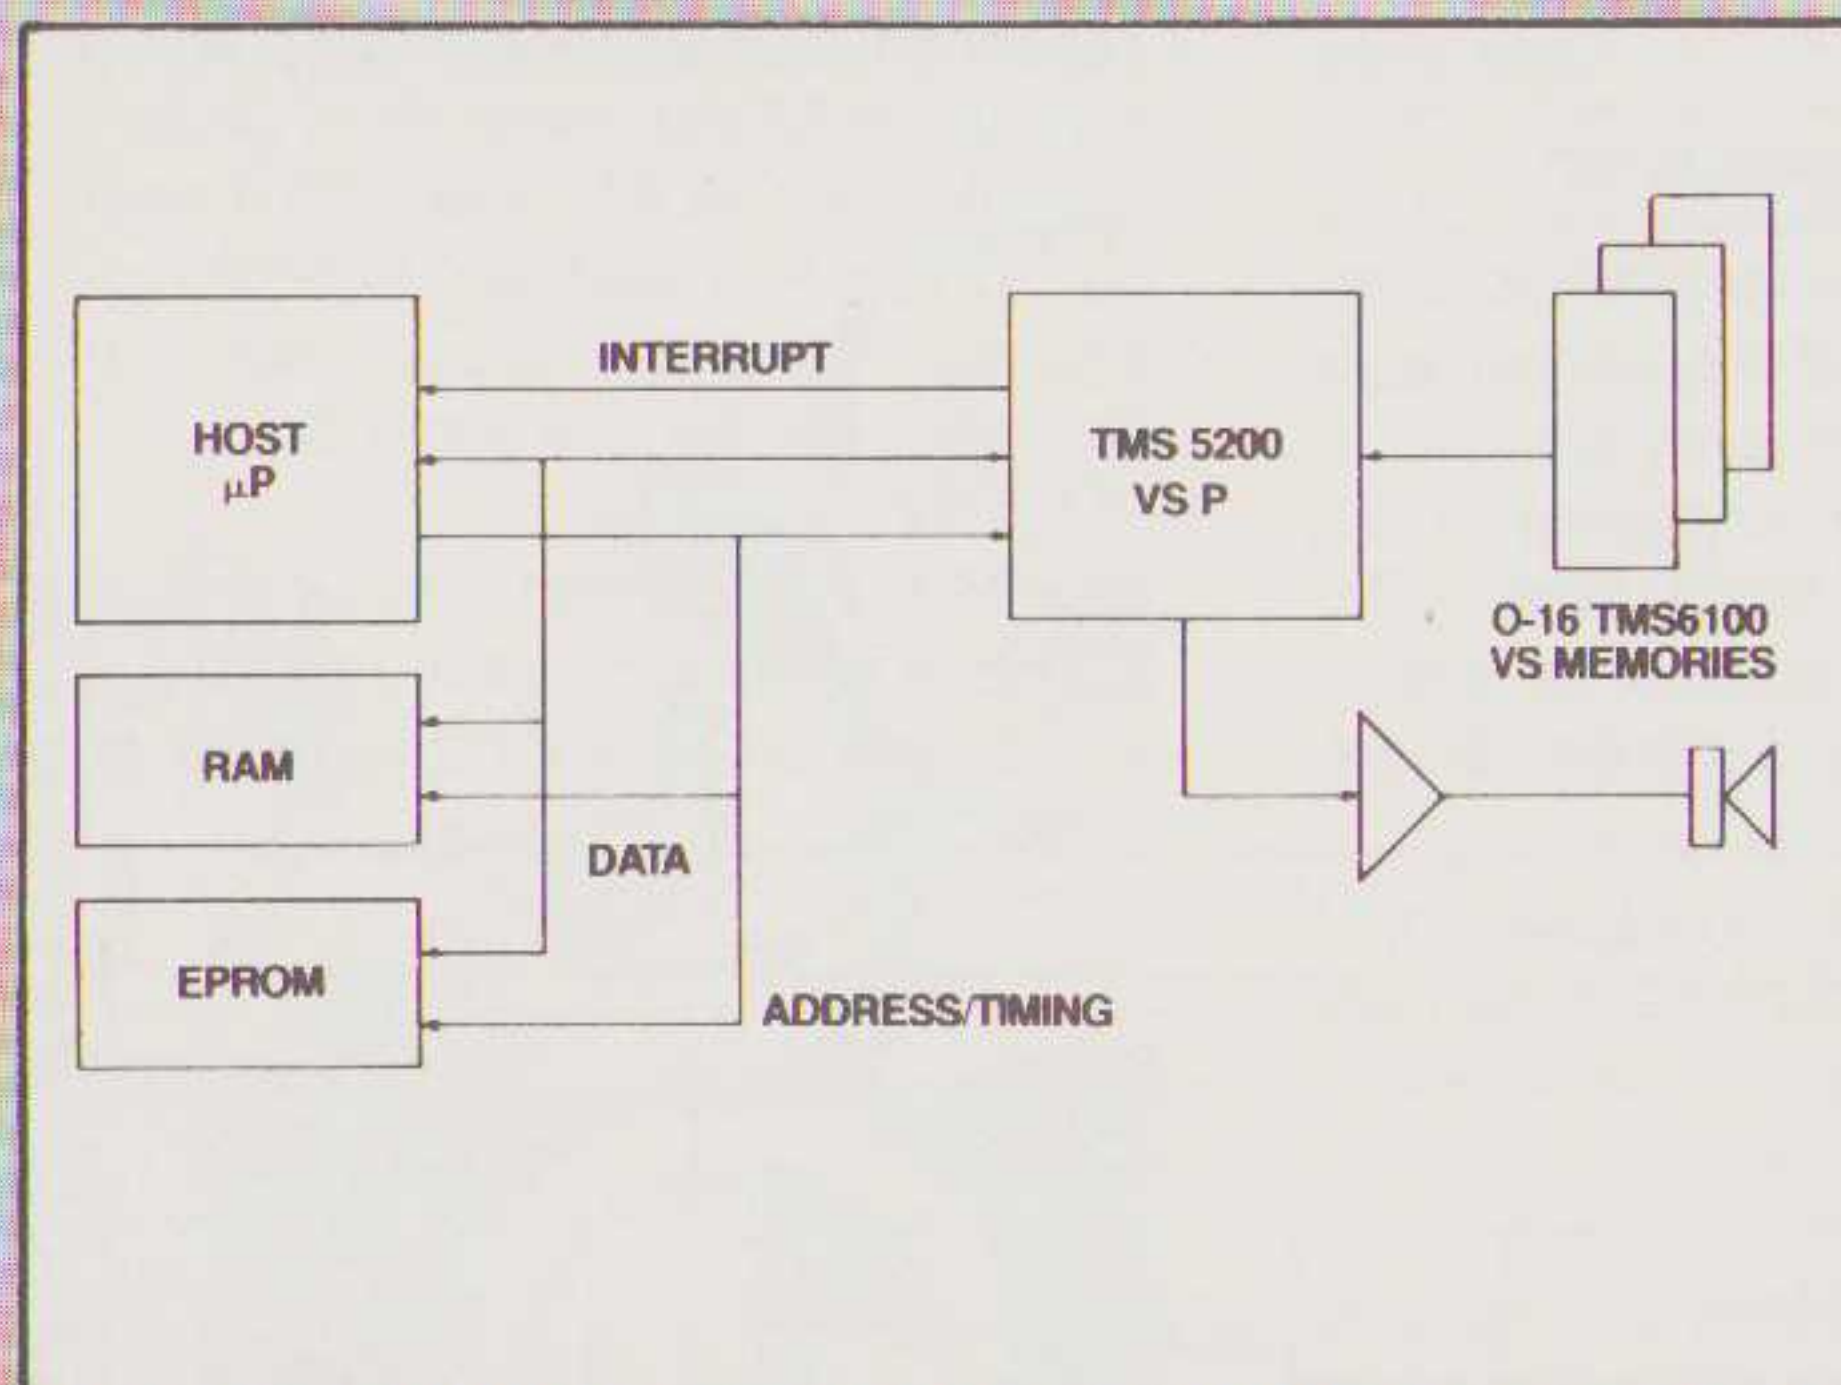 INTERRUPT
HOST
μP
TMS 5200
VS P
O-16 TMS6100
VS MEMORIES
RAM
DATA
EPROM
ADDRESS/TIMING